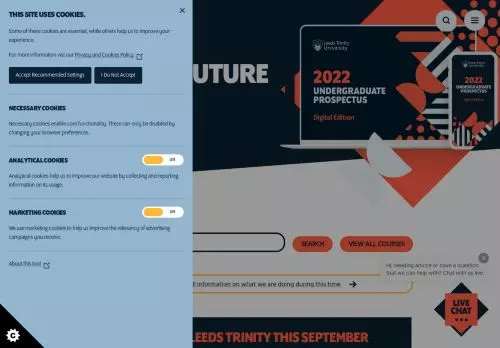 THIS SITE USES COOKIES.
Some of these cookies are essential, while others help us to improve your
experience.
For more information visit our Privacy and Cookies Policy
Accept Recommended Settings
I Do Not Accept
NECESSARY COOKIES
Necessary cookies enable core functionality. These can only be disabled by
changing your browser preferences.
ANALYTICAL COOKIES
Off
Analytical cookies help us to improve our website by collecting and reporting
information on its usage.
MARKETING COOKIES
Off
We use marketing cookies to help us improve the relevancy of advertising
campaigns you receive.
About this tool
UTURE
Leeds Trinity
University
2022
UNDERGRADUATE
PROSPECTUS
Digital Edition
Leeds Trinity
University
2022
UNDERGRADUATE
PROSPECTUS
Digital Edition
SEARCH
VIEW ALL COURSES
information on what we are doing during this time.
Hi, needing advice or have a question
that we can help with? Chat with us live.
LIVE
CHAT
LEEDS TRINITY THIS SEPTEMBER